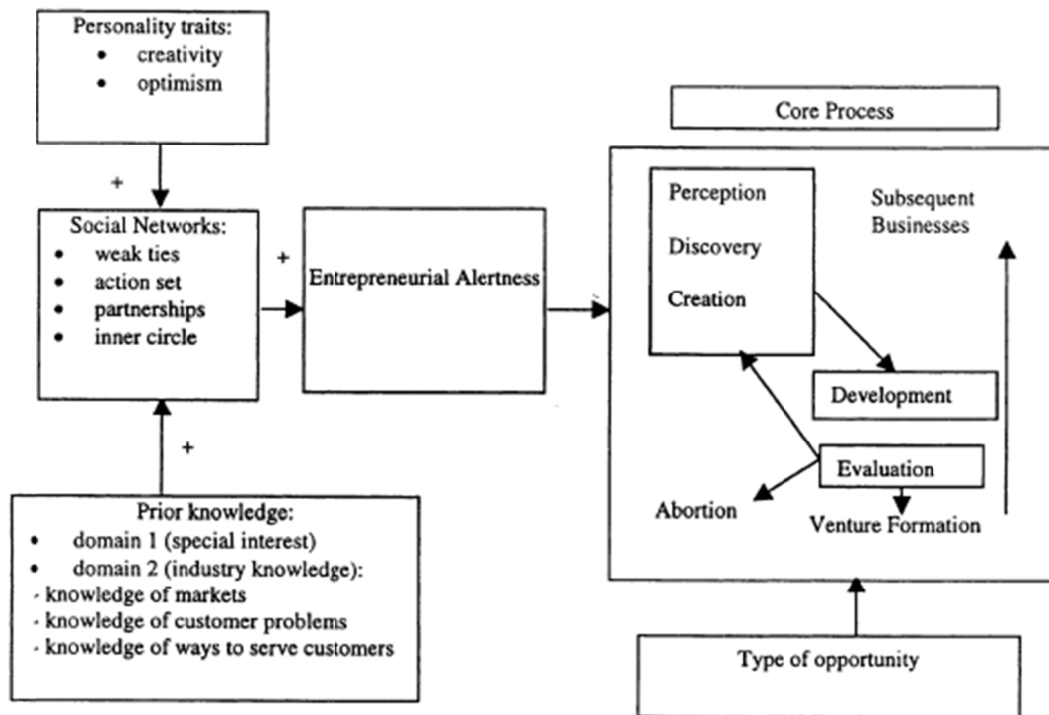 Personality traits:
• creativity
• optimism
+
Social Networks:
• weak ties
• action set
• partnerships
• inner circle
+
Entrepreneurial Alertness
+
Prior knowledge:
• domain 1 (special interest)
• domain 2 (industry knowledge):
- knowledge of markets
- knowledge of customer problems
- knowledge of ways to serve customers
Core Process
Perception
Discovery
Creation
Subsequent
Businesses
Development
Evaluation
Abortion
Venture Formation
Type of opportunity